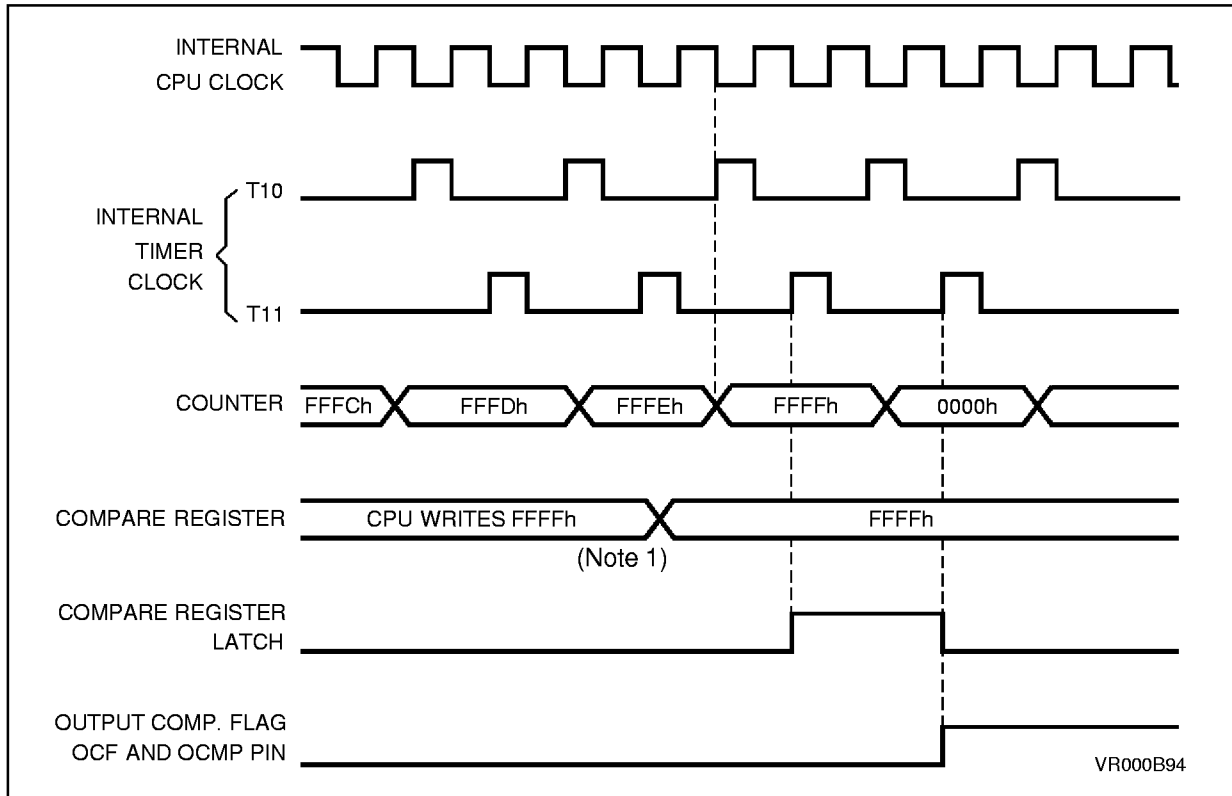 INTERNAL
CPU CLOCK
T10
INTERNAL
TIMER
CLOCK
T11
COUNTER
FFFCh
FFFDh
FFFEh
FFFFh
0000h
COMPARE REGISTER
CPU WRITES FFFFh
FFFFh
(Note 1)
COMPARE REGISTER
LATCH
OUTPUT COMP. FLAG
OCF AND OCMP PIN
VR000B94